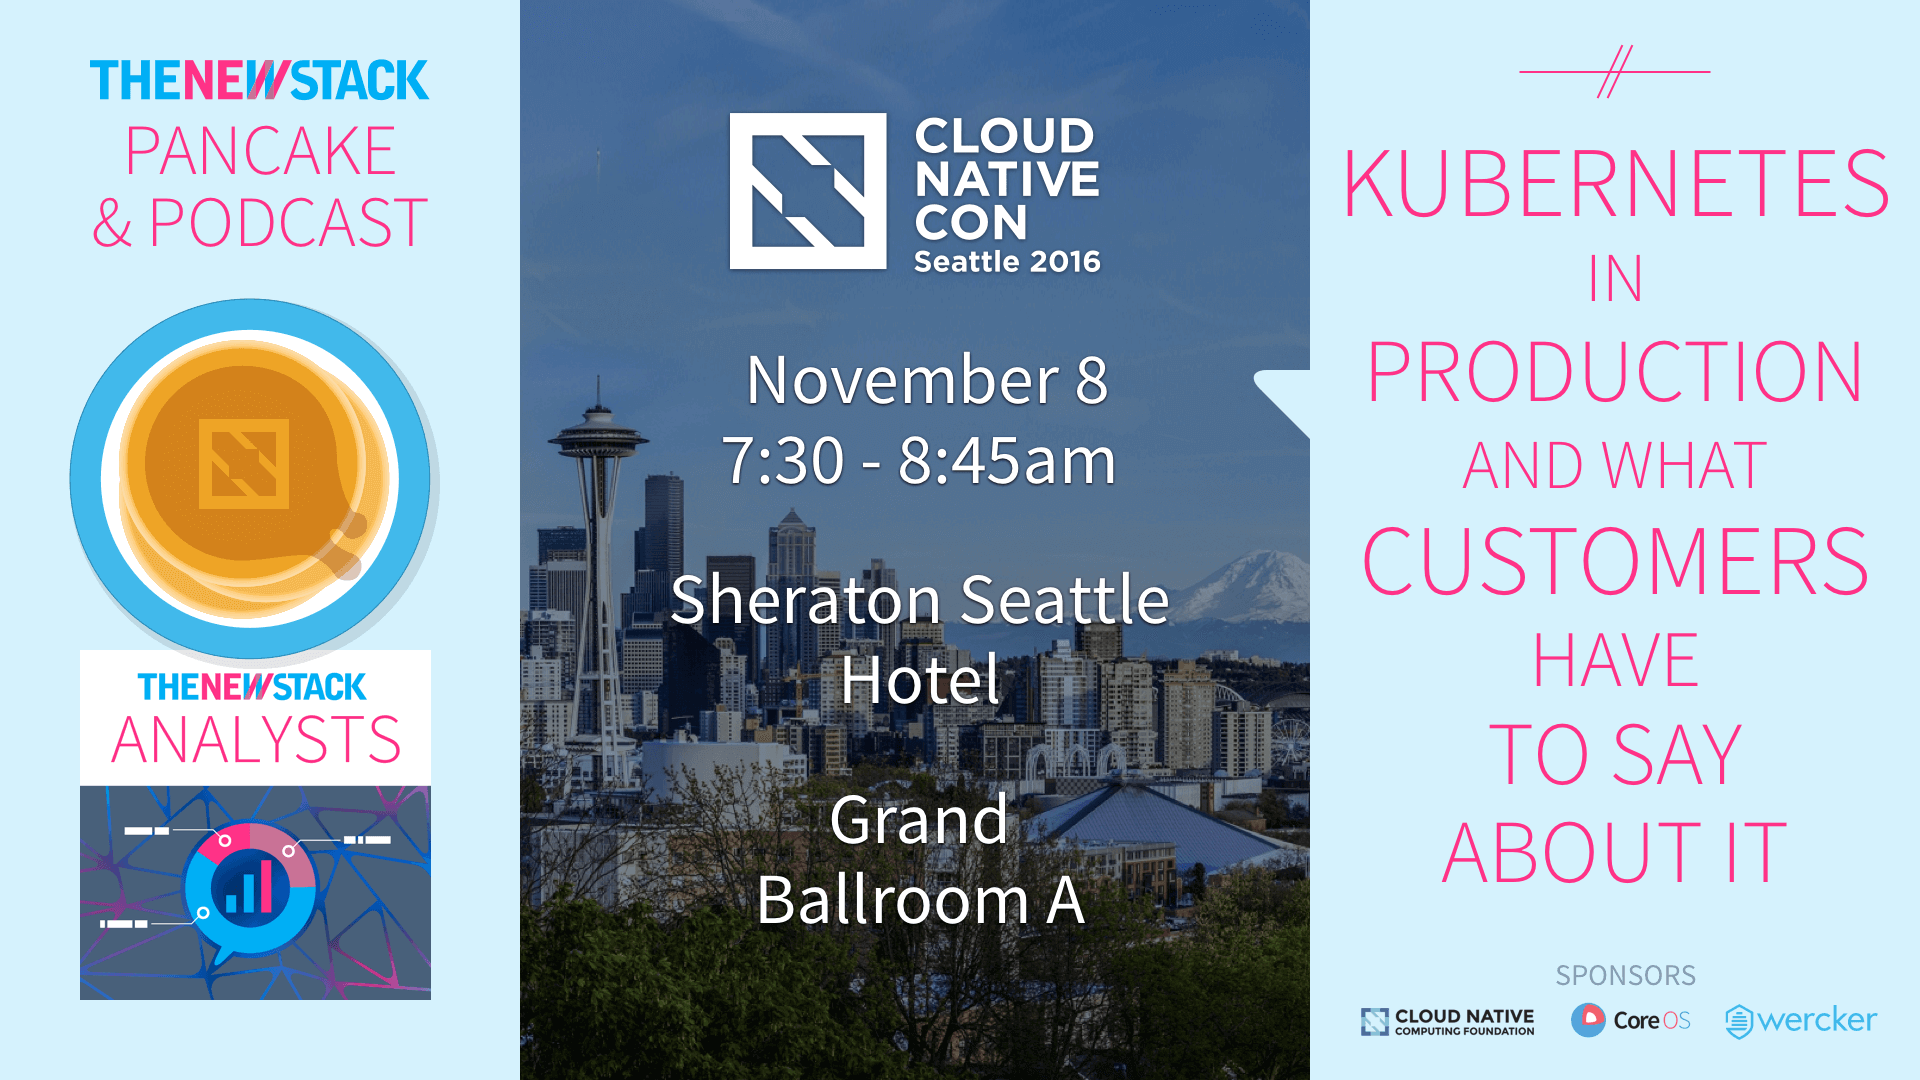 THENEWSTACK
PANCAKE
& PODCAST
THENEWSTACK
ANALYSTS
CLOUD
NATIVE
CON
Seattle 2016
November 8
7:30 - 8:45am
Sheraton Seattle
Hotel
Grand
Ballroom A
KUBERNETES
IN
PRODUCTION
AND WHAT
CUSTOMERS
HAVE
TO SAY
ABOUT IT
SPONSORS
CLOUD NATIVE
COMPUTING FOUNDATION
CoreOS
wercker